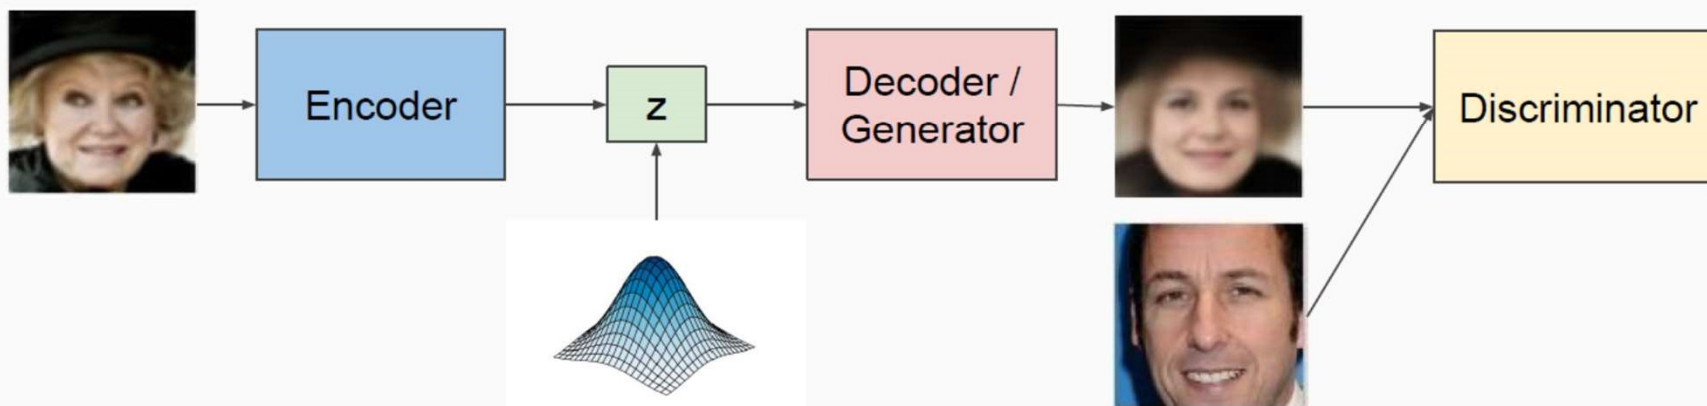 Encoder
z
Decoder /
Generator
Discriminator